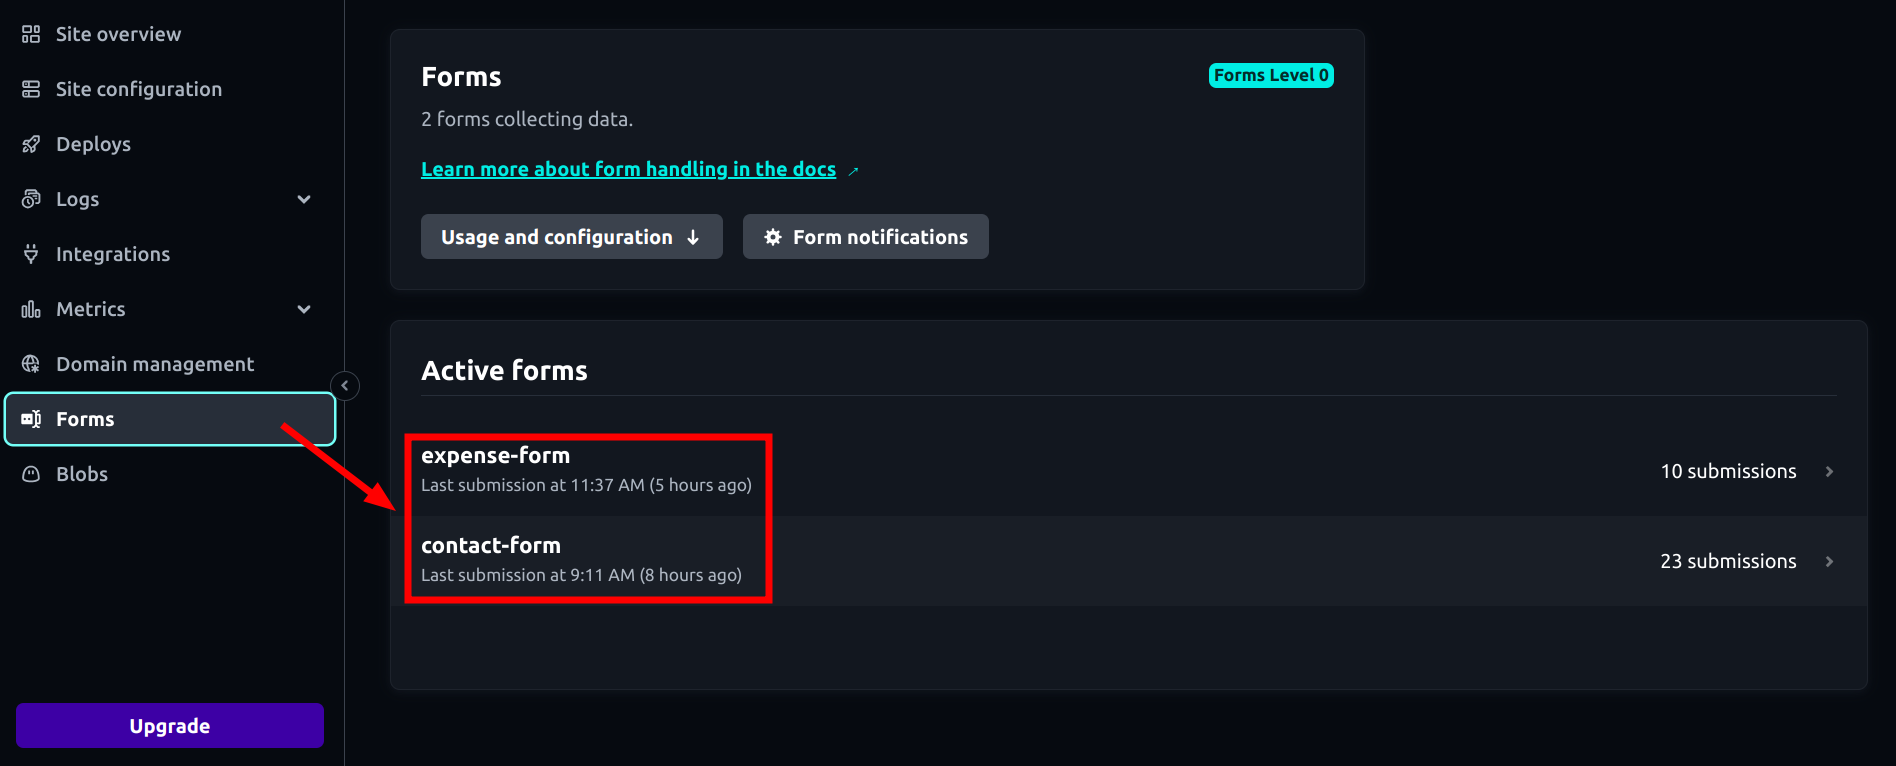 Site overview
Site configuration
Deploys
Logs
Integrations
Metrics
Domain management
Forms
Blobs
Upgrade
Forms
Forms Level 0
2 forms collecting data.
Learn more about form handling in the docs
Usage and configuration
Form notifications
Active forms
expense-form
Last submission at 11:37 AM (5 hours ago)
10 submissions
contact-form
Last submission at 9:11 AM (8 hours ago)
23 submissions